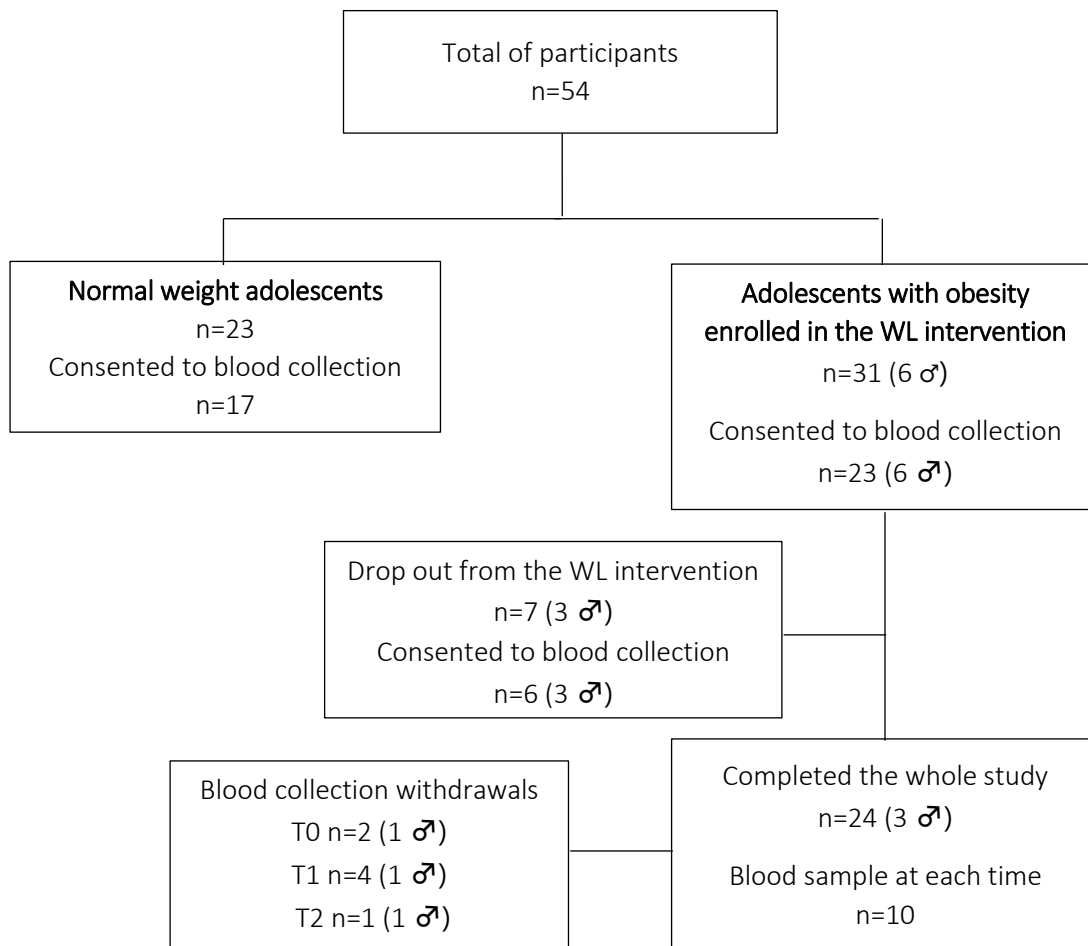 Total of participants
n=54
Normal weight adolescents
n=23
Consented to blood collection
n=17
Adolescents with obesity
enrolled in the WL intervention
n=31 (6 ♂)
Consented to blood collection
n=23 (6 ♂)
Drop out from the WL intervention
n=7 (3 ♂)
Consented to blood collection
n=6 (3 ♂)
Blood collection withdrawals
T0 n=2 (1 ♂)
T1 n=4 (1 ♂)
T2 n=1 (1 ♂)
Completed the whole study
n=24 (3 ♂)
Blood sample at each time
n=10